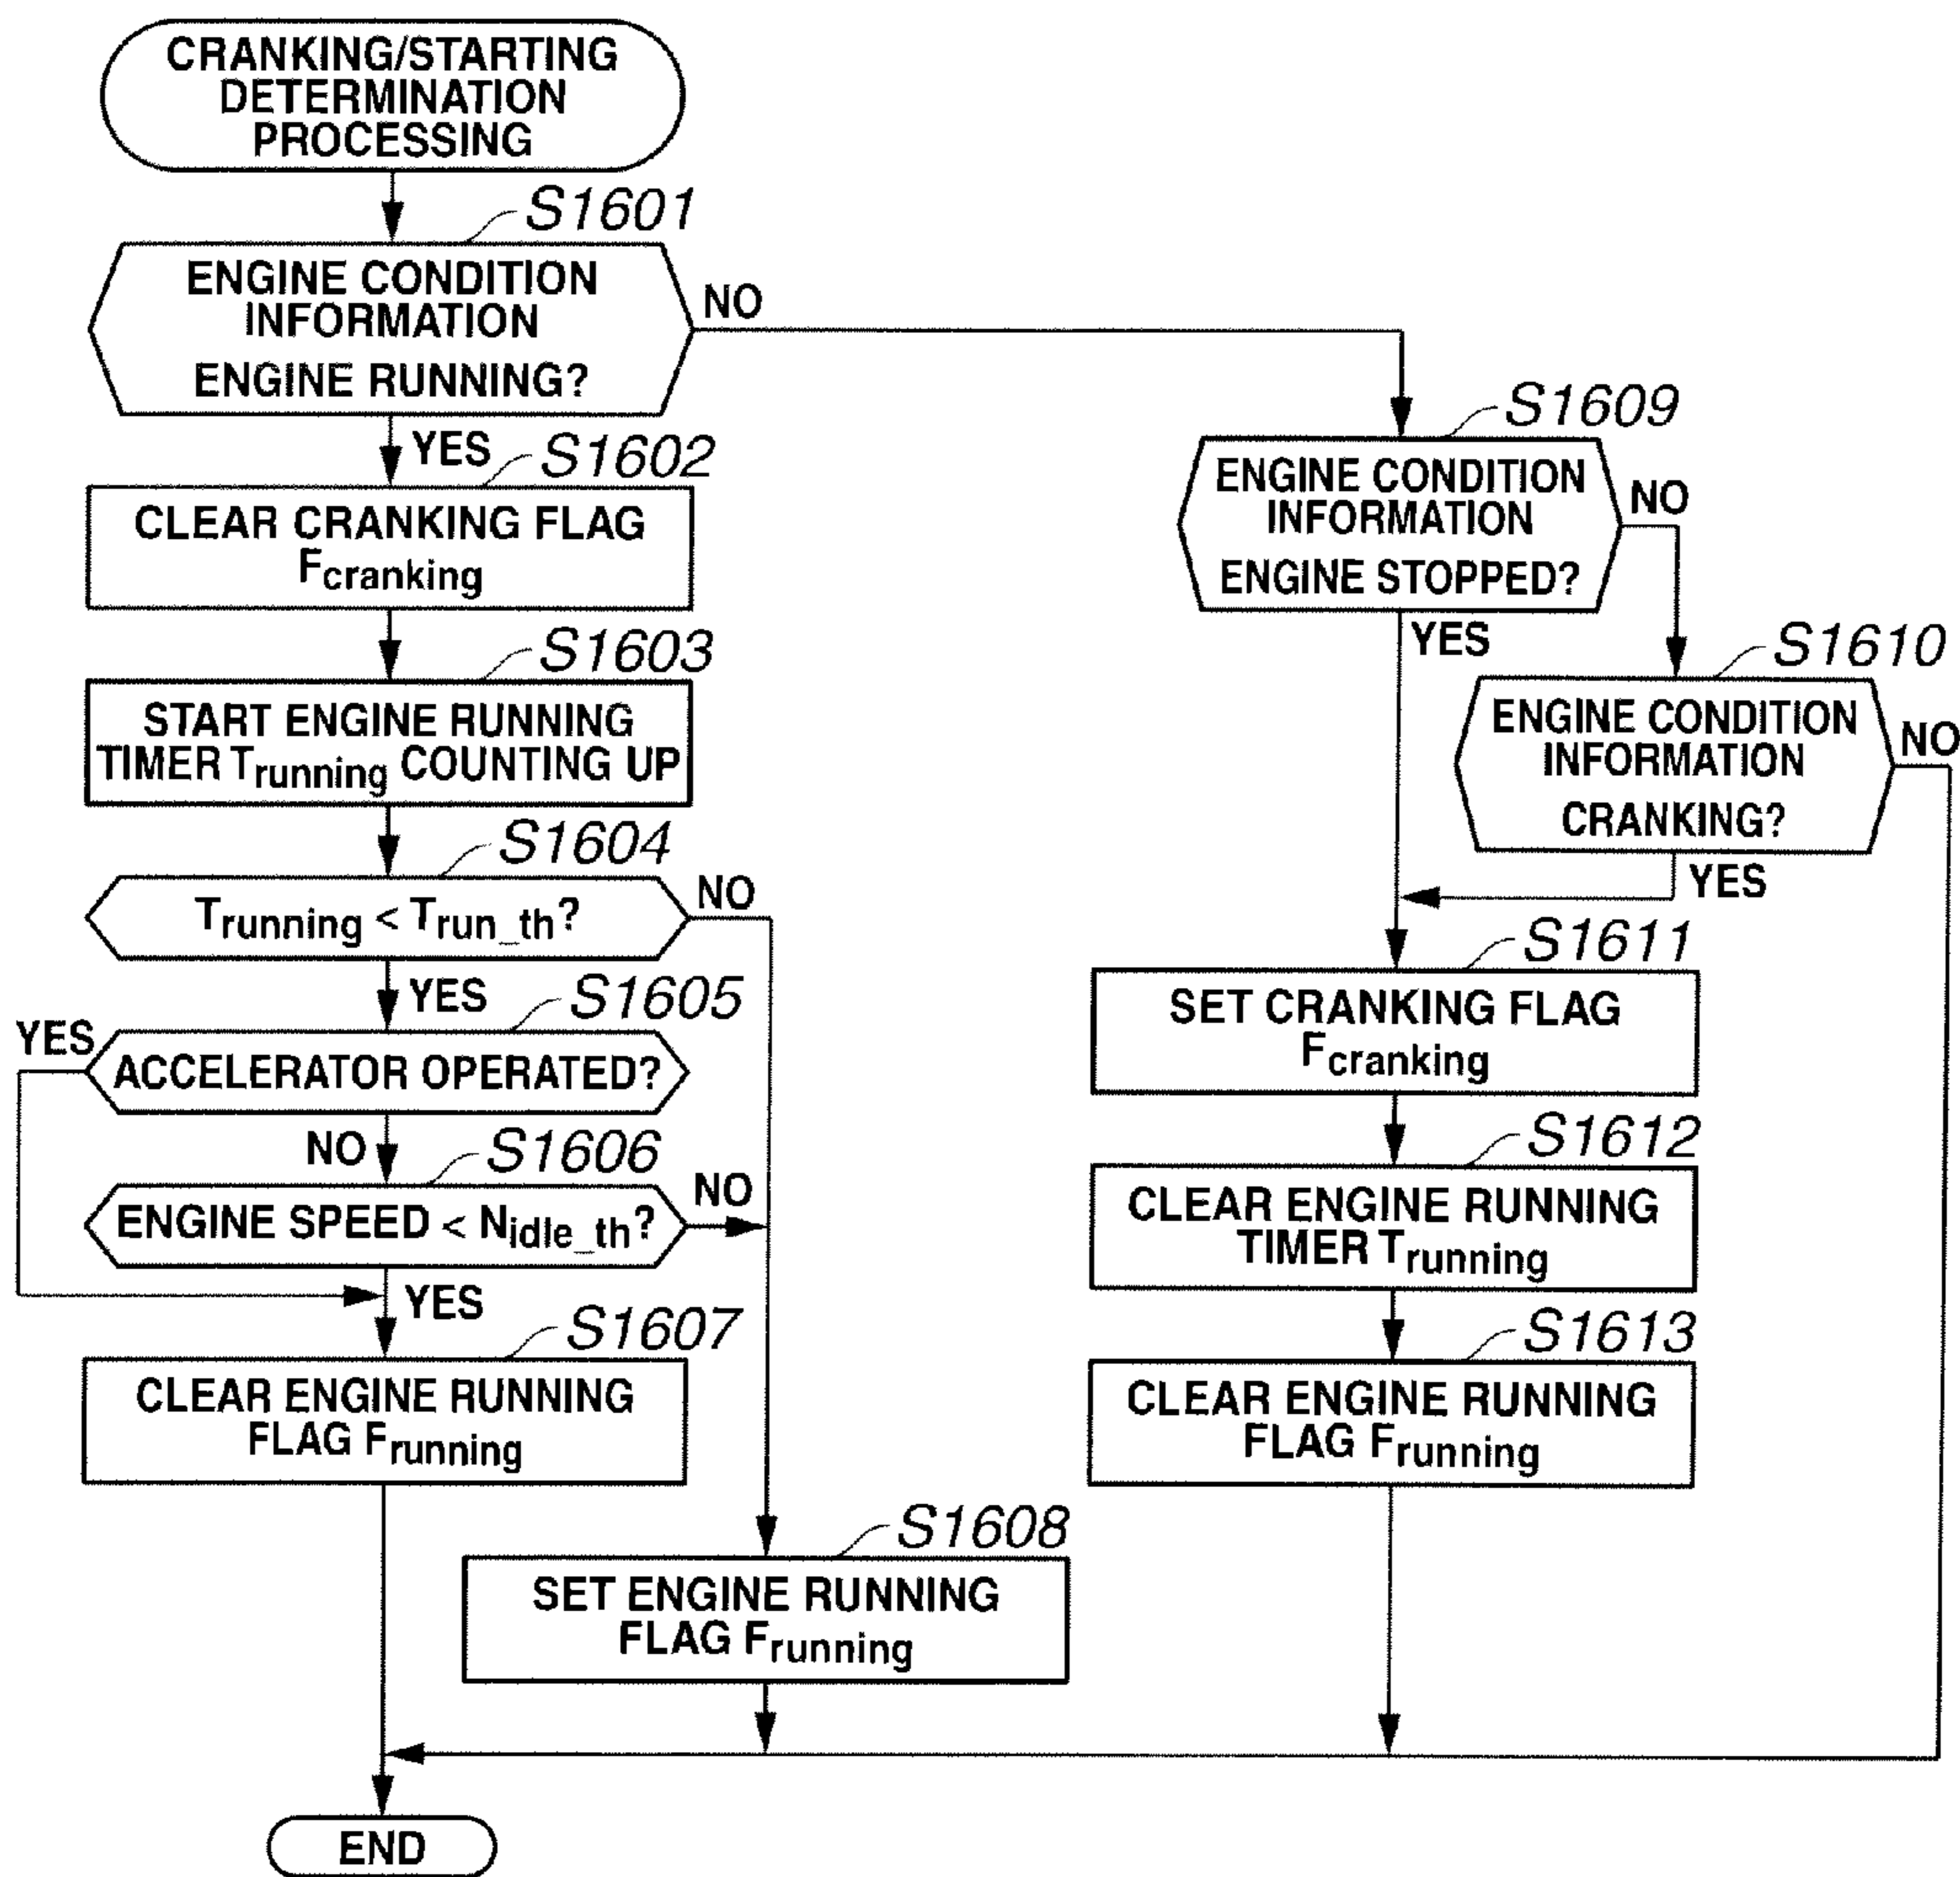 CRANKING/STARTING
DETERMINATION
PROCESSING
S1601
ENGINE CONDITION
INFORMATION
ENGINE RUNNING?
NO
YES
S1602
CLEAR CRANKING FLAG
Fcranking
S1603
START ENGINE RUNNING
TIMER Trunning COUNTING UP
S1604
Trunning < Trun_th?
NO
YES
S1605
YES
ACCELERATOR OPERATED?
NO
S1606
ENGINE SPEED < Nidle_th?
NO
YES
S1607
CLEAR ENGINE RUNNING
FLAG Frunning
S1608
SET ENGINE RUNNING
FLAG Frunning
S1609
ENGINE CONDITION
INFORMATION
ENGINE STOPPED?
NO
YES
S1610
ENGINE CONDITION
INFORMATION
CRANKING?
NO
YES
S1611
SET CRANKING FLAG
Fcranking
S1612
CLEAR ENGINE RUNNING
TIMER Trunning
S1613
CLEAR ENGINE RUNNING
FLAG Frunning
END